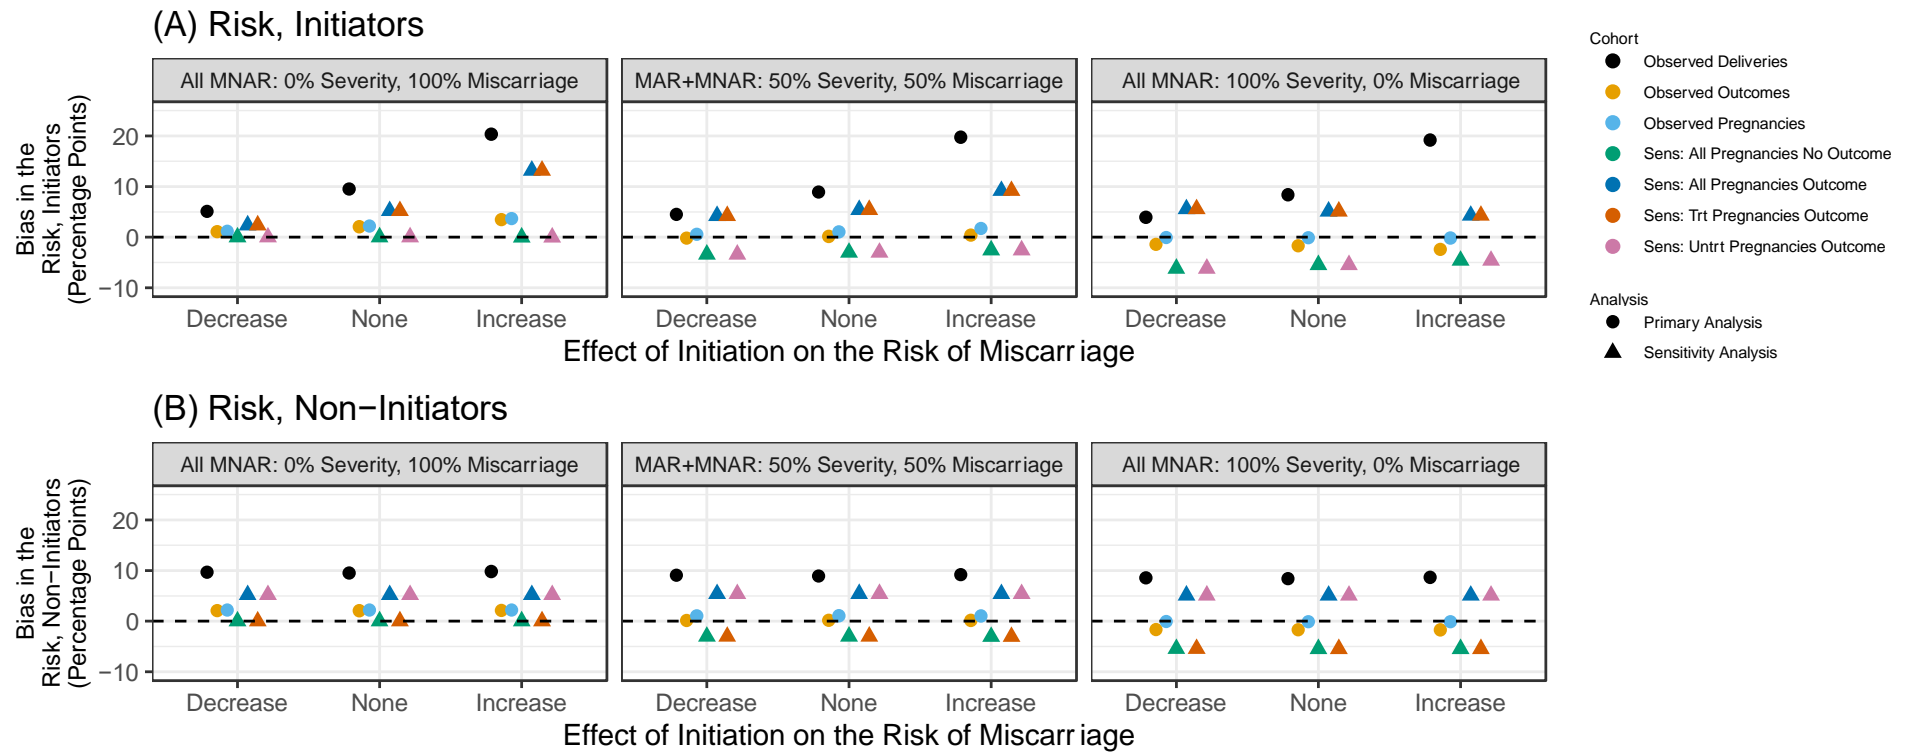 (A) Risk, Initiators
All MNAR: 0% Severity, 100% Miscarriage
MAR+MNAR: 50% Severity, 50% Miscarriage
All MNAR: 100% Severity, 0% Miscarriage
Bias in the
Risk, Initiators
(Percentage Points)
20
10
0
−10
Decrease
None
Increase
Decrease
None
Increase
Decrease
None
Increase
Effect of Initiation on the Risk of Miscarriage
Cohort
Observed Deliveries
Observed Outcomes
Observed Pregnancies
Sens: All Pregnancies No Outcome
Sens: All Pregnancies Outcome
Sens: Trt Pregnancies Outcome
Sens: Untrt Pregnancies Outcome
Analysis
Primary Analysis
Sensitivity Analysis
(B) Risk, Non−Initiators
All MNAR: 0% Severity, 100% Miscarriage
MAR+MNAR: 50% Severity, 50% Miscarriage
All MNAR: 100% Severity, 0% Miscarriage
Bias in the
Risk, Non−Initiators
(Percentage Points)
20
10
0
−10
Decrease
None
Increase
Decrease
None
Increase
Decrease
None
Increase
Effect of Initiation on the Risk of Miscarriage